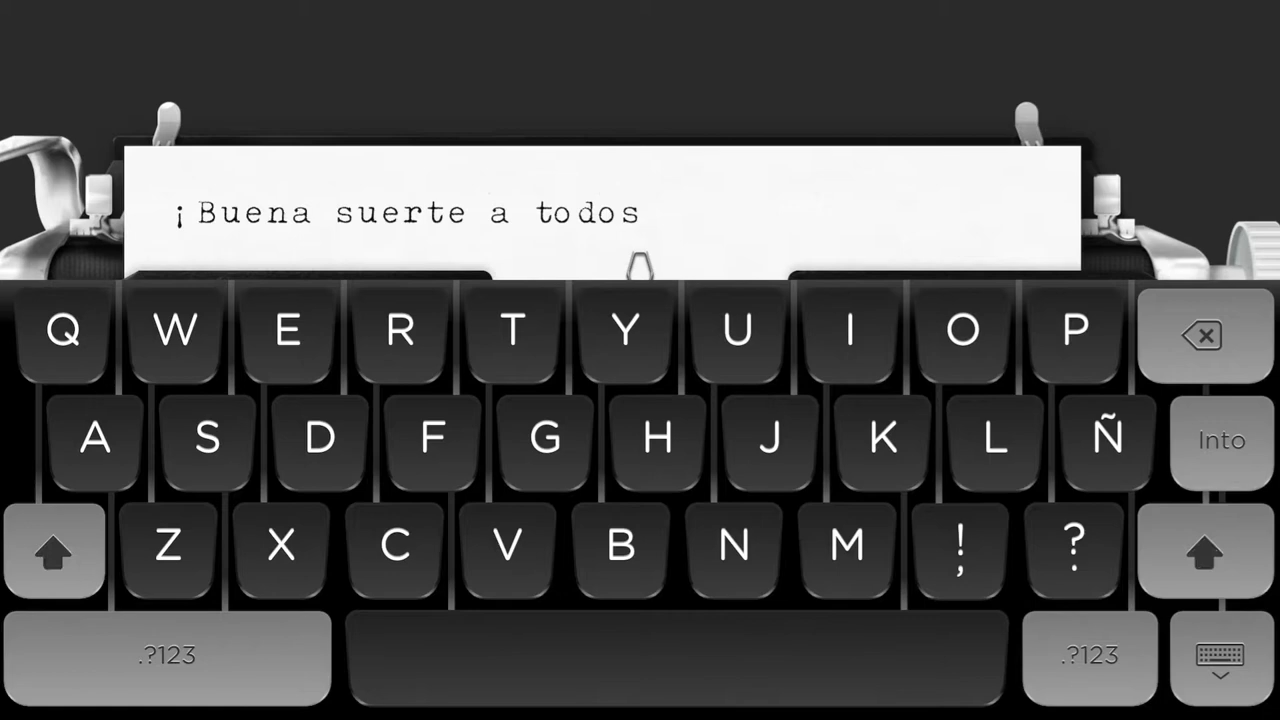 ¡Buena suerte a todos
Q W E R T Y U I O P
A S D F G H J K L Ñ Into
Z X C V B N M ! , ? .
.?123 .?123